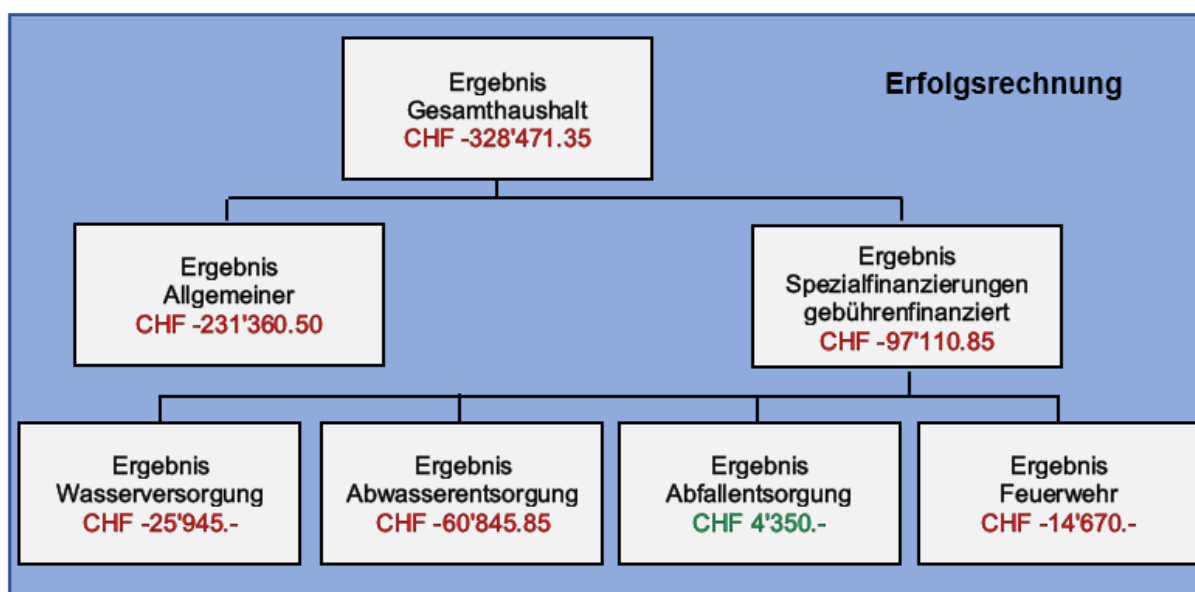 Erfolgsrechnung
Ergebnis
Gesamthaushalt
CHF -328'471.35
Ergebnis
Allgemeiner
CHF -231'360.50
Ergebnis
Spezialfinanzierungen
gebührenfinanziert
CHF -97'110.85
Ergebnis
Wasserversorgung
CHF -25'945.-
Ergebnis
Abwasserentsorgung
CHF -60'845.85
Ergebnis
Abfallentsorgung
CHF 4'350.-
Ergebnis
Feuerwehr
CHF -14'670.-